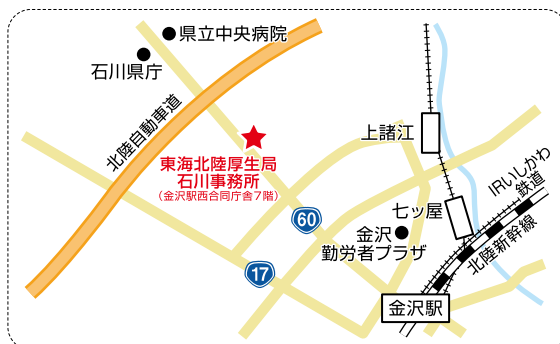 県立中央病院
石川県庁
北陸自動車道
東海北陸厚生局
石川事務所
(金沢駅西合同庁舎7階)
上諸江
IRいしかわ
鉄道
七ッ屋
60
金沢
勤労者プラザ
北陸新幹線
17
金沢駅